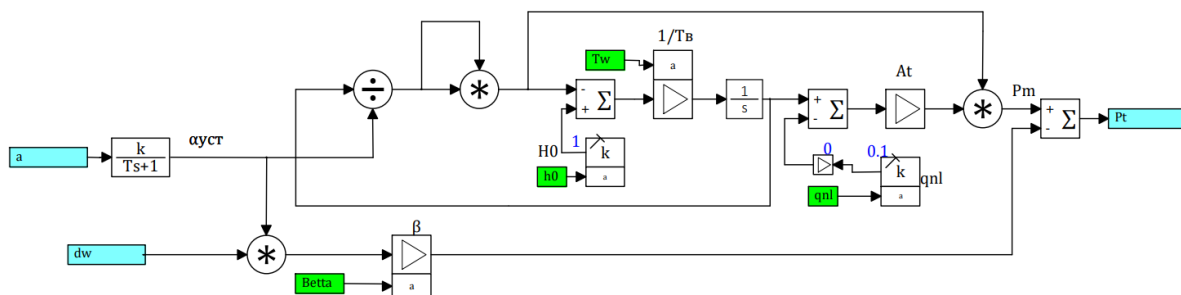 1/Tв
Tw
a
At
Pm
÷
*
-
+
Σ
1
s
+
-
Σ
*
+
-
Σ
Pt
αуст
a
k
Ts+1
H0
1
k
h0
a
0
0.1
k
qnl
qnl
a
β
dw
*
Betta
a